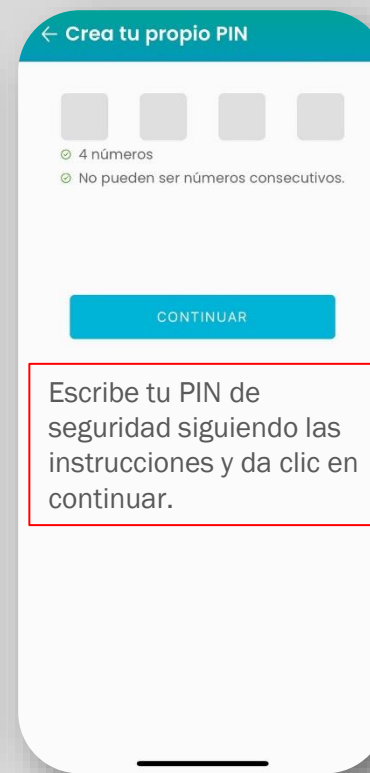 ← Crea tu propio PIN
4 números
No pueden ser números consecutivos.
CONTINUAR
Escribe tu PIN de
seguridad siguiendo las
instrucciones y da clic en
continuar.